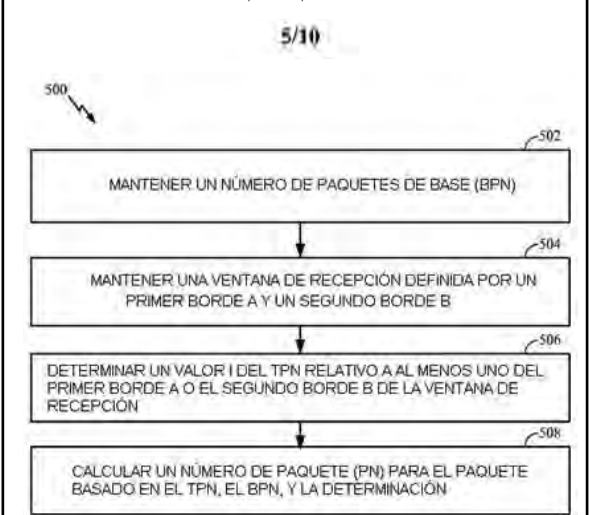 5/10
500
502
MANTENER UN NÚMERO DE PAQUETES DE BASE (BPN)
504
MANTENER UNA VENTANA DE RECEPCIÓN DEFINIDA POR UN
PRIMER BORDE A Y UN SEGUNDO BORDE B
506
DETERMINAR UN VALOR I DEL TPN RELATIVO A AL MENOS UNO DEL
PRIMER BORDE A O EL SEGUNDO BORDE B DE LA VENTANA DE
RECEPCIÓN
508
CALCULAR UN NÚMERO DE PAQUETE (PN) PARA EL PAQUETE
BASADO EN EL TPN, EL BPN, Y LA DETERMINACIÓN